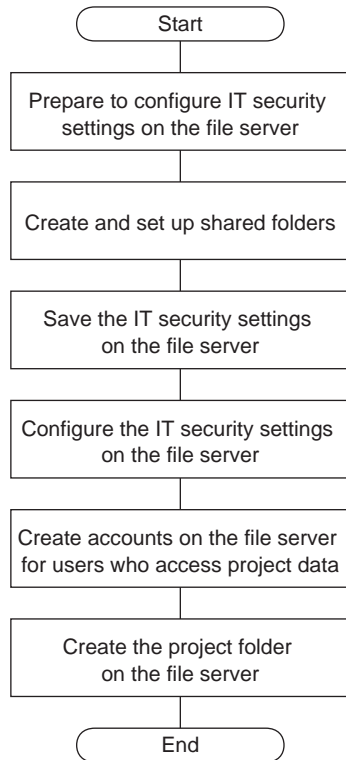 Start
Prepare to configure IT security
settings on the file server
Create and set up shared folders
Save the IT security settings
on the file server
Configure the IT security settings
on the file server
Create accounts on the file server
for users who access project data
Create the project folder
on the file server
End